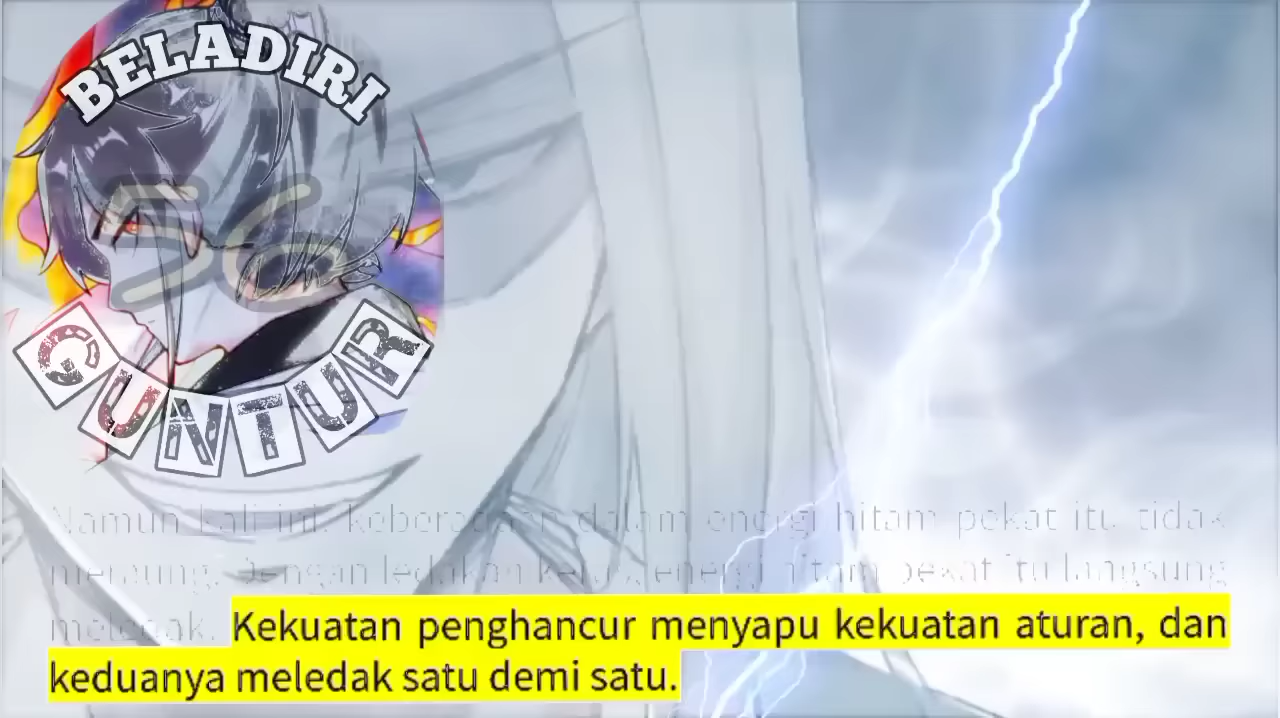 BELADIRI
56
GUNTUR
Namun kali ini, keberadaan dalam energi hitam pekat itu tidak
meraung. Dengan ledakan keras, energi hitam pekat itu langsung
meledak. Kekuatan penghancur menyapu kekuatan aturan, dan
keduanya meledak satu demi satu.